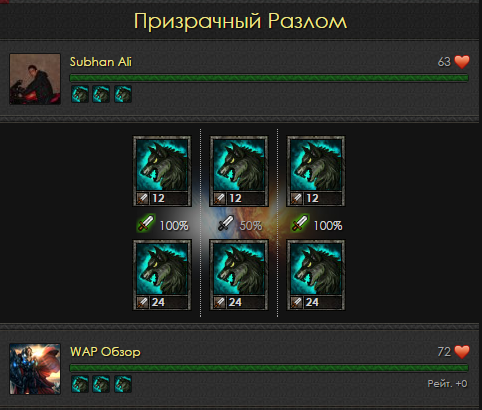 Призрачный Разлом
Subhan Ali 63
12 12 12
100% 50% 100%
24 24 24
WAP Обзор 72
Рейт. +0